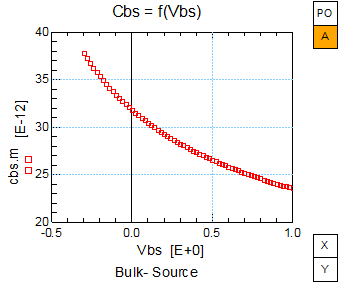 Cbs = f(Vbs)
PO
A
40
35
30
25
20
cbs.m [E-12]
-0.5
0.0
0.5
1.0
Vbs [E+0]
Bulk- Source
X
Y